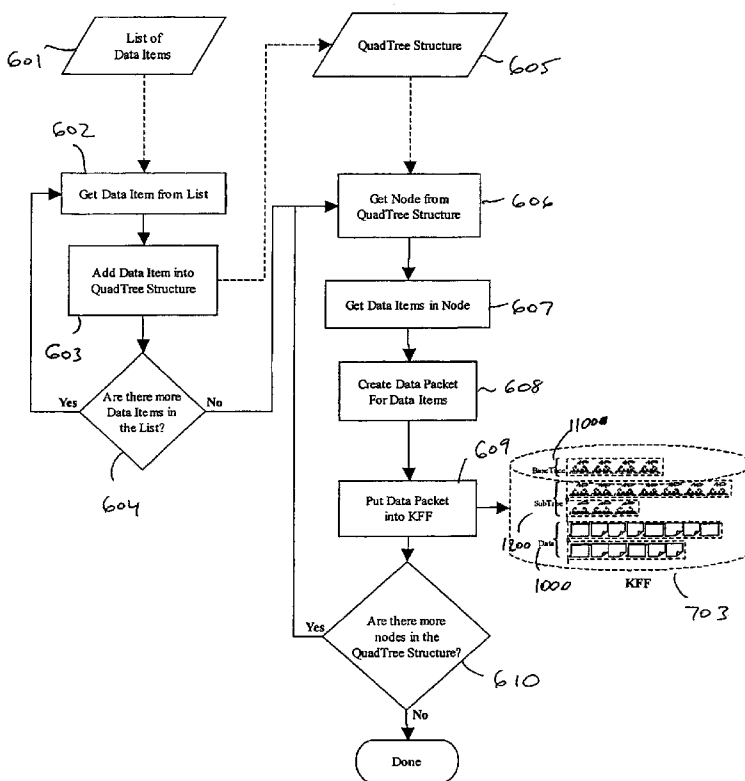 List of
Data Items
601
QuadTree Structure
605
602
Get Data Item from List
Get Node from
QuadTree Structure
606
Add Data Item into
QuadTree Structure
603
Get Data Items in Node
607
Yes
Are there more
Data Items in
the List?
No
604
Create Data Packet
For Data Items
608
609
1100
BaseTree
Put Data Packet
into KFF
SubTree
1200
Data
1000
KFF
703
Yes
Are there more
nodes in the
QuadTree Structure?
610
No
Done